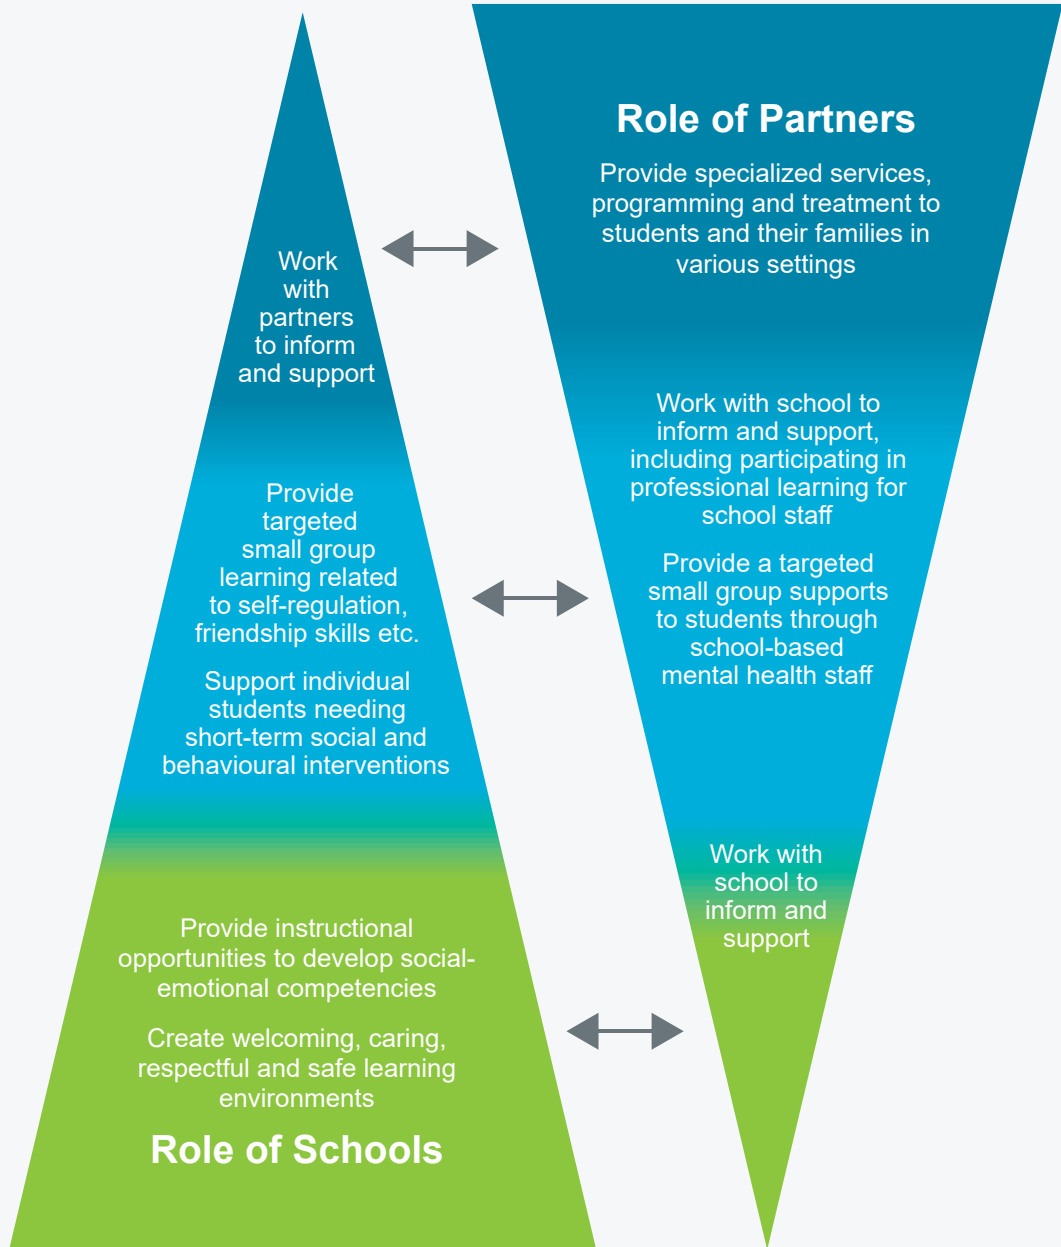 Work
with
partners
to inform
and support
Provide
targeted
small group
learning related
to self-regulation,
friendship skills etc.
Support individual
students needing
short-term social and
behavioural interventions
Provide instructional
opportunities to develop social-
emotional competencies
Create welcoming, caring,
respectful and safe learning
environments
Role of Schools
Role of Partners
Provide specialized services,
programming and treatment to
students and their families in
various settings
Work with school to
inform and support,
including participating in
professional learning for
school staff
Provide a targeted
small group supports
to students through
school-based
mental health staff
Work with
school to
inform and
support